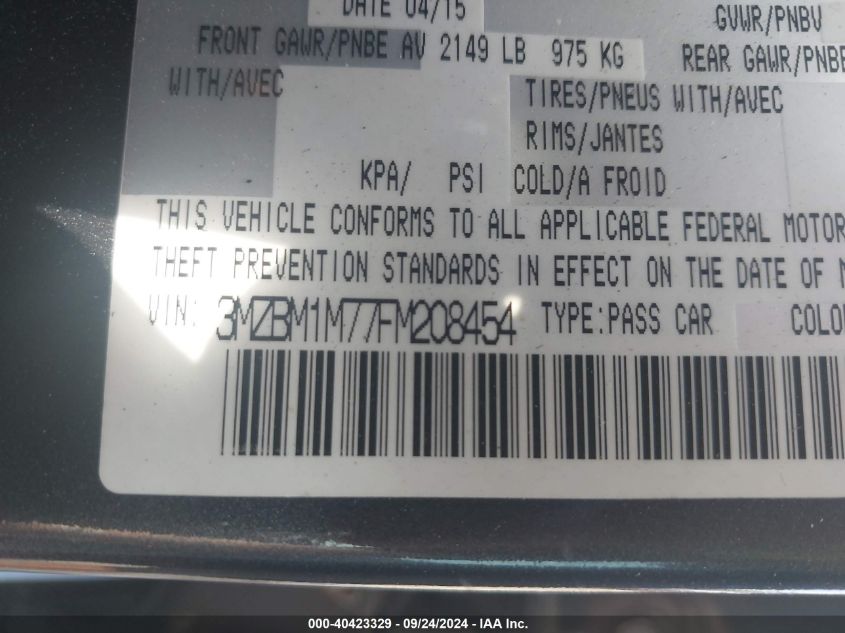 DATE 04/15
GVWR/PNBV
FRONT GAWR/PNBE AV 2149 LB 975 KG
REAR GAWR/PNBE
WITH/AVEC
TIRES/PNEUS WITH/AVEC
RIMS/JANTES
KPA/ PSI COLD/A FROID
THIS VEHICLE CONFORMS TO ALL APPLICABLE FEDERAL MOTOR
THEFT PREVENTION STANDARDS IN EFFECT ON THE DATE OF
VIN: 3MZBM1M77FM208454 TYPE:PASS CAR
000-40423329 - 09/24/2024 - IAA Inc.